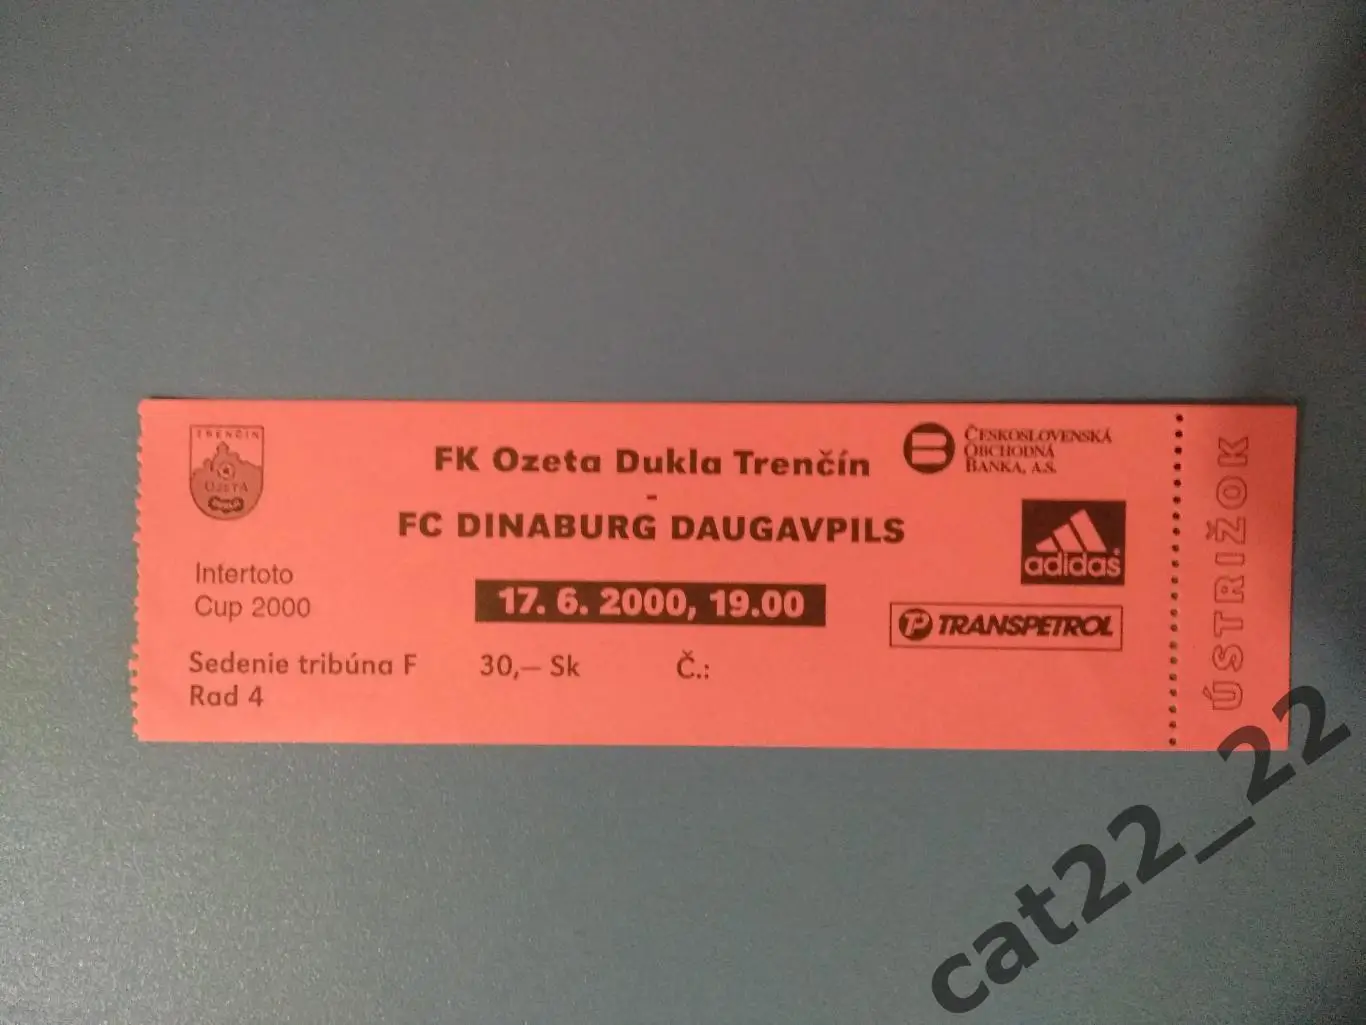 TRENČÍN
OZETA
FK Ozeta Dukla Trenčín
-
FC DINABURG DAUGAVPILS
Intertoto
Cup 2000
17. 6. 2000, 19.00
Sedenie tribúna F 30,– Sk Č.:
Rad 4
ČESKOSLOVENSKÁ
OBCHODNÁ
BANKA, A.S.
adidas
TP TRANSPETROL
ÚSTRIŽOK
cat22_22